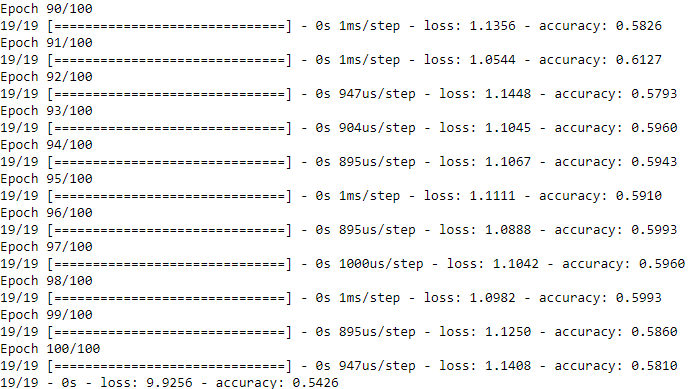 Epoch 90/100
19/19 [==============================] - 0s 1ms/step - loss: 1.1356 - accuracy: 0.5826
Epoch 91/100
19/19 [==============================] - 0s 1ms/step - loss: 1.0544 - accuracy: 0.6127
Epoch 92/100
19/19 [==============================] - 0s 947us/step - loss: 1.1448 - accuracy: 0.5793
Epoch 93/100
19/19 [==============================] - 0s 904us/step - loss: 1.1045 - accuracy: 0.5960
Epoch 94/100
19/19 [==============================] - 0s 895us/step - loss: 1.1067 - accuracy: 0.5943
Epoch 95/100
19/19 [==============================] - 0s 1ms/step - loss: 1.1111 - accuracy: 0.5910
Epoch 96/100
19/19 [==============================] - 0s 895us/step - loss: 1.0888 - accuracy: 0.5993
Epoch 97/100
19/19 [==============================] - 0s 1000us/step - loss: 1.1042 - accuracy: 0.5960
Epoch 98/100
19/19 [==============================] - 0s 1ms/step - loss: 1.0982 - accuracy: 0.5993
Epoch 99/100
19/19 [==============================] - 0s 895us/step - loss: 1.1250 - accuracy: 0.5860
Epoch 100/100
19/19 [==============================] - 0s 947us/step - loss: 1.1408 - accuracy: 0.5810
19/19 - 0s - loss: 9.9256 - accuracy: 0.5426